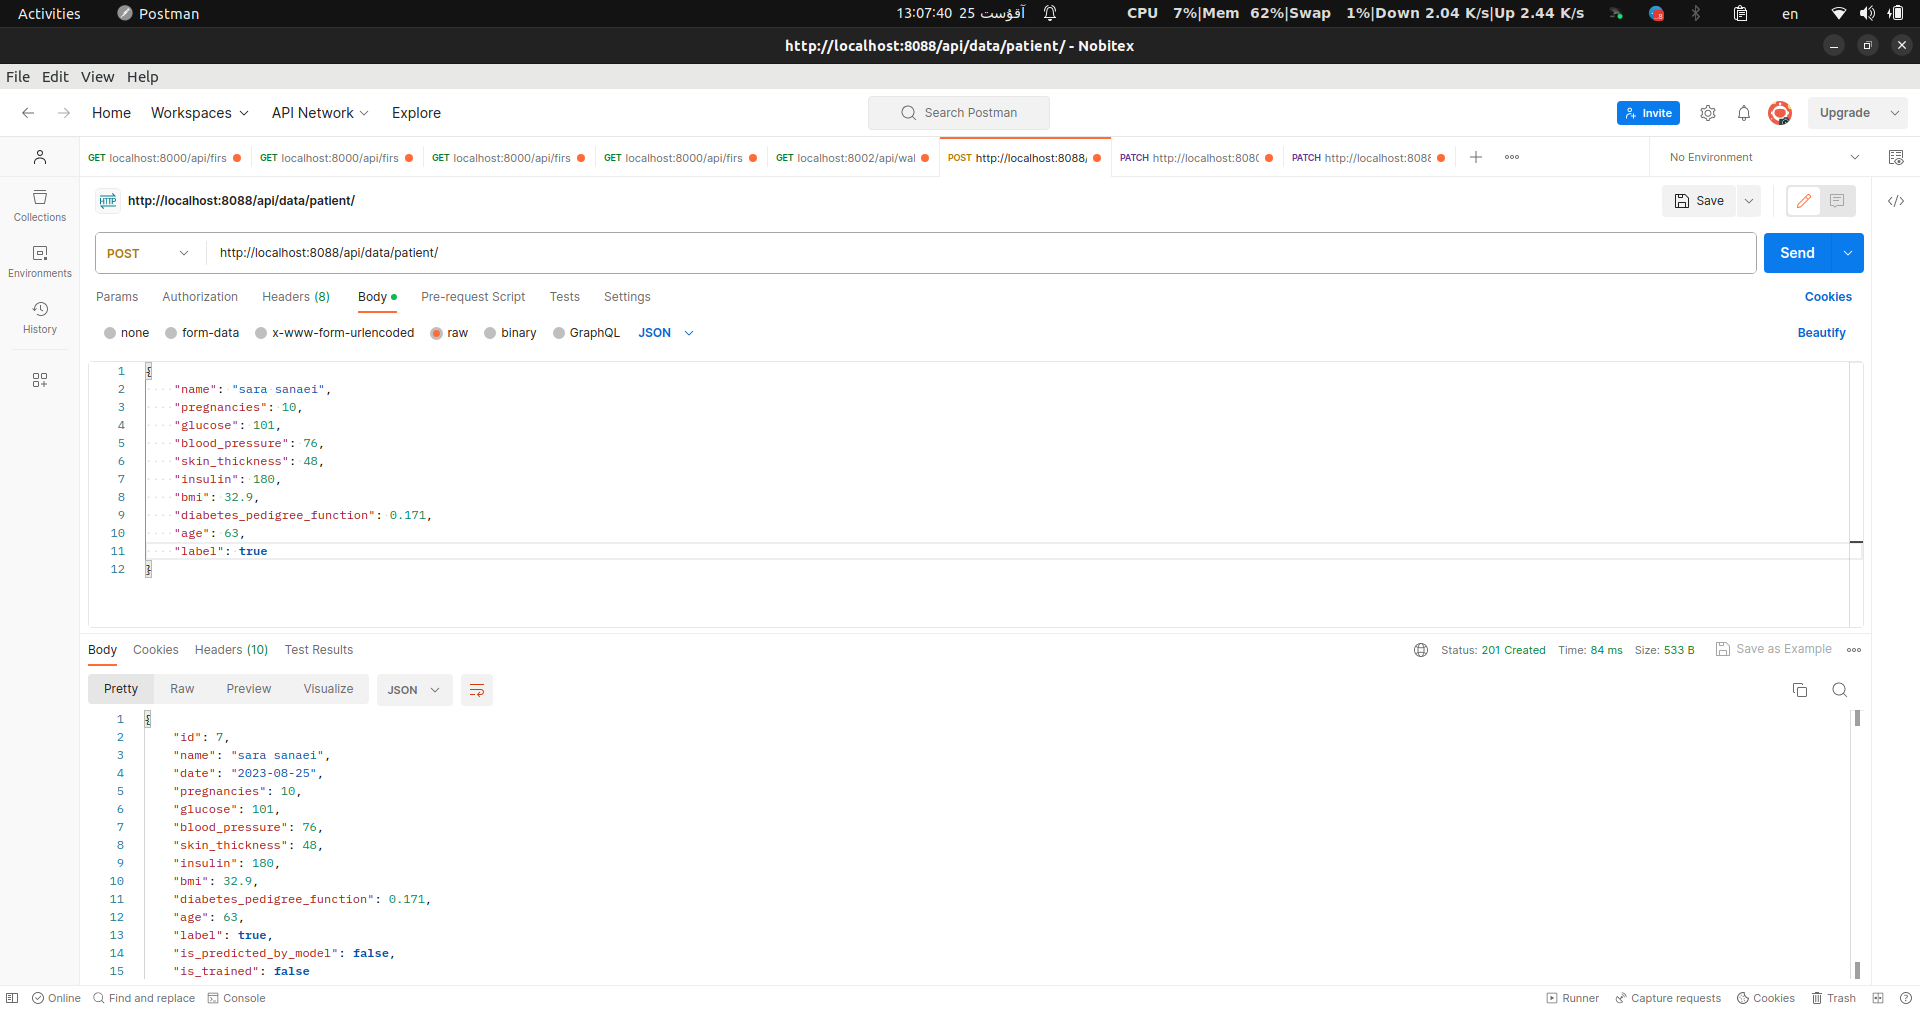 Activities Postman 13:07:40 25 آقوُست CPU 7%|Mem 62%|Swap 1%|Down 2.04 K/s|Up 2.44 K/s en
http://localhost:8088/api/data/patient/ - Nobitex
File Edit View Help
Home Workspaces API Network Explore Search Postman Invite Upgrade
GET localhost:8000/api/firs GET localhost:8000/api/firs GET localhost:8000/api/firs GET localhost:8000/api/firs GET localhost:8002/api/wal POST http://localhost:8088/ PATCH http://localhost:8080 PATCH http://localhost:8088 No Environment
Collections
Environments
History
HTTP http://localhost:8088/api/data/patient/ Save
POST http://localhost:8088/api/data/patient/ Send
Params Authorization Headers (8) Body Pre-request Script Tests Settings Cookies
none form-data x-www-form-urlencoded raw binary GraphQL JSON Beautify
1 {
2 "name": "sara sanaei",
3 "pregnancies": 10,
4 "glucose": 101,
5 "blood_pressure": 76,
6 "skin_thickness": 48,
7 "insulin": 180,
8 "bmi": 32.9,
9 "diabetes_pedigree_function": 0.171,
10 "age": 63,
11 "label": true
12 }
Body Cookies Headers (10) Test Results Status: 201 Created Time: 84 ms Size: 533 B Save as Example
Pretty Raw Preview Visualize JSON
1 {
2 "id": 7,
3 "name": "sara sanaei",
4 "date": "2023-08-25",
5 "pregnancies": 10,
6 "glucose": 101,
7 "blood_pressure": 76,
8 "skin_thickness": 48,
9 "insulin": 180,
10 "bmi": 32.9,
11 "diabetes_pedigree_function": 0.171,
12 "age": 63,
13 "label": true,
14 "is_predicted_by_model": false,
15 "is_trained": false
Online Find and replace Console Runner Capture requests Cookies Trash